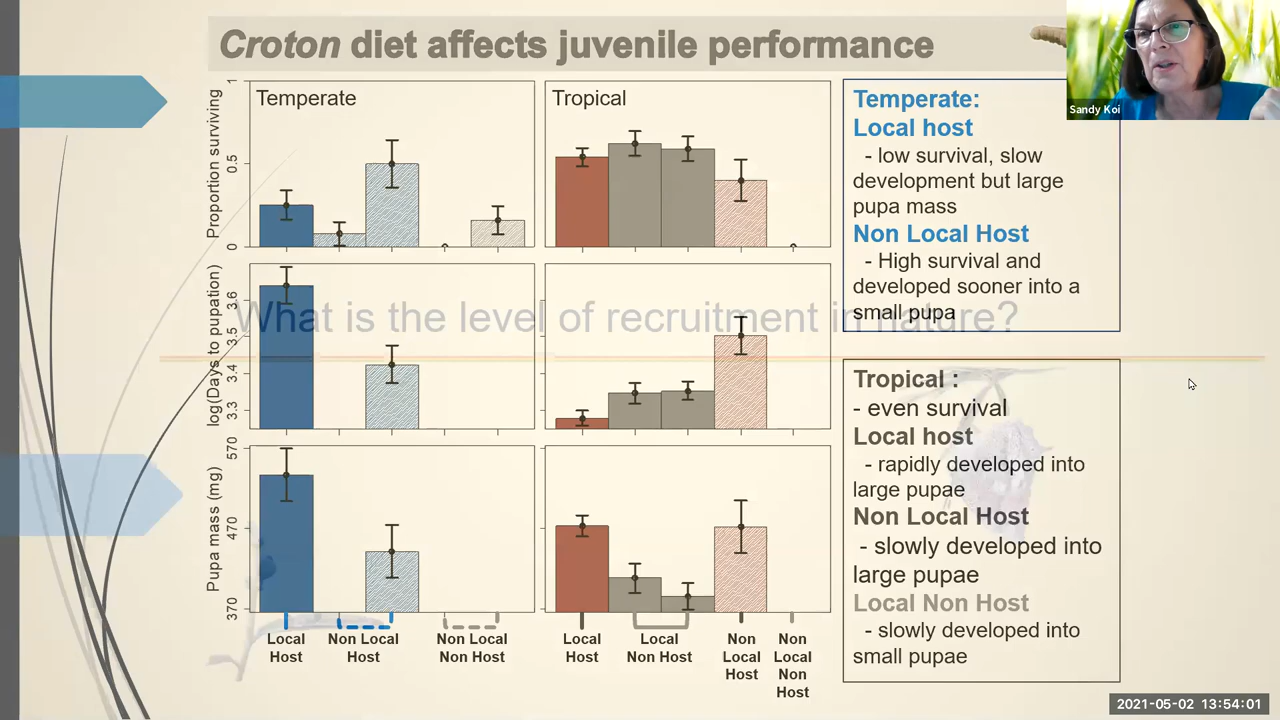 Croton diet affects juvenile performance
Sandy Koi
Proportion surviving
1
0.5
0
Temperate
Tropical
log(Days to pupation)
3.6
3.5
3.4
3.3
What is the level of recruitment in nature?
Pupa mass (mg)
570
470
370
Local
Host
Non Local
Host
Non Local
Non Host
Local
Host
Local
Non Host
Non
Local
Host
Non
Local
Non
Host
Temperate:
Local host
- low survival, slow
development but large
pupa mass
Non Local Host
- High survival and
developed sooner into a
small pupa
Tropical :
- even survival
Local host
- rapidly developed into
large pupae
Non Local Host
- slowly developed into
large pupae
Local Non Host
- slowly developed into
small pupae
2021-05-02 13:54:01